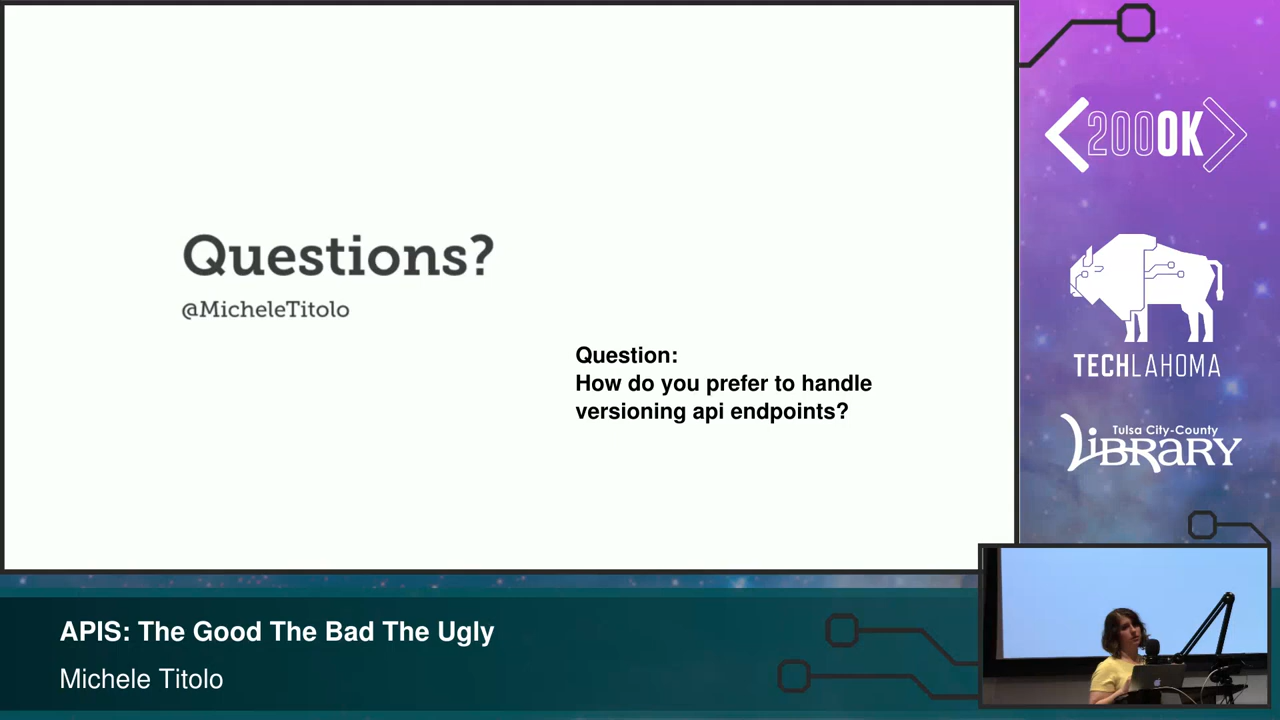 Questions?
@MicheleTitolo
Question:
How do you prefer to handle
versioning api endpoints?
200OK
TECHLAHOMA
Tulsa City-County
LIBRARY
APIS: The Good The Bad The Ugly
Michele Titolo